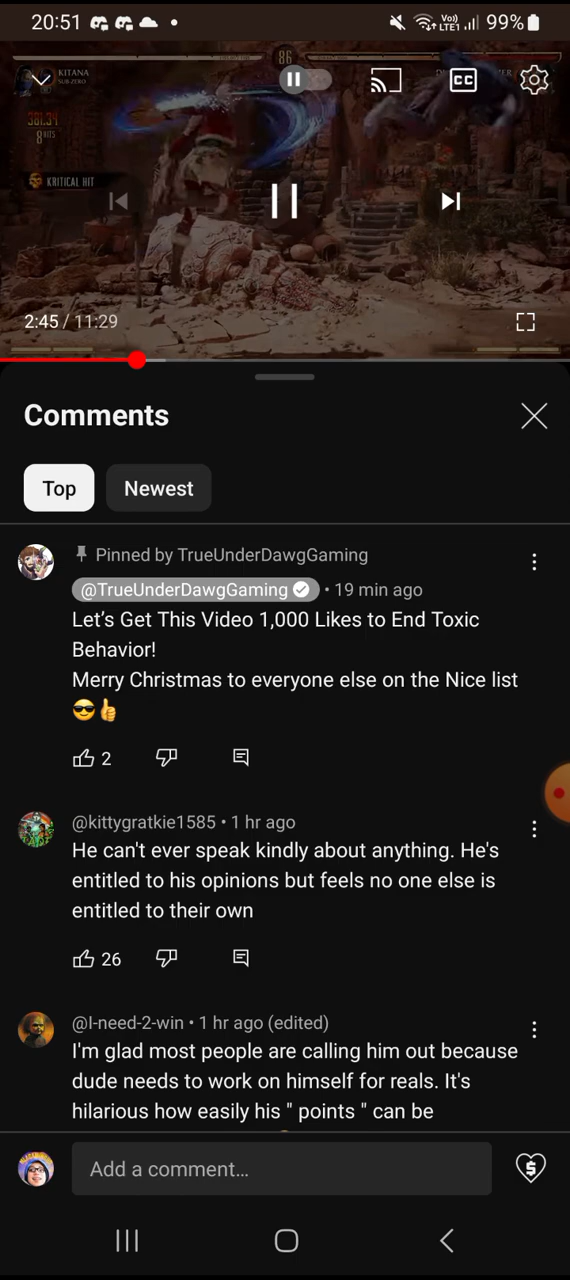 20:51
Vo))
LTE1
99%
86
KITANA
SUB-ZERO
CC
8 HITS
KRITICAL HIT
2:45 / 11:29
Comments
Top
Newest
Pinned by TrueUnderDawgGaming
@TrueUnderDawgGaming • 19 min ago
Let’s Get This Video 1,000 Likes to End Toxic
Behavior!
Merry Christmas to everyone else on the Nice list
😎👍
2
@kittygratkie1585 • 1 hr ago
He can't ever speak kindly about anything. He's
entitled to his opinions but feels no one else is
entitled to their own
26
@I-need-2-win • 1 hr ago (edited)
I'm glad most people are calling him out because
dude needs to work on himself for reals. It's
hilarious how easily his " points " can be
Add a comment...